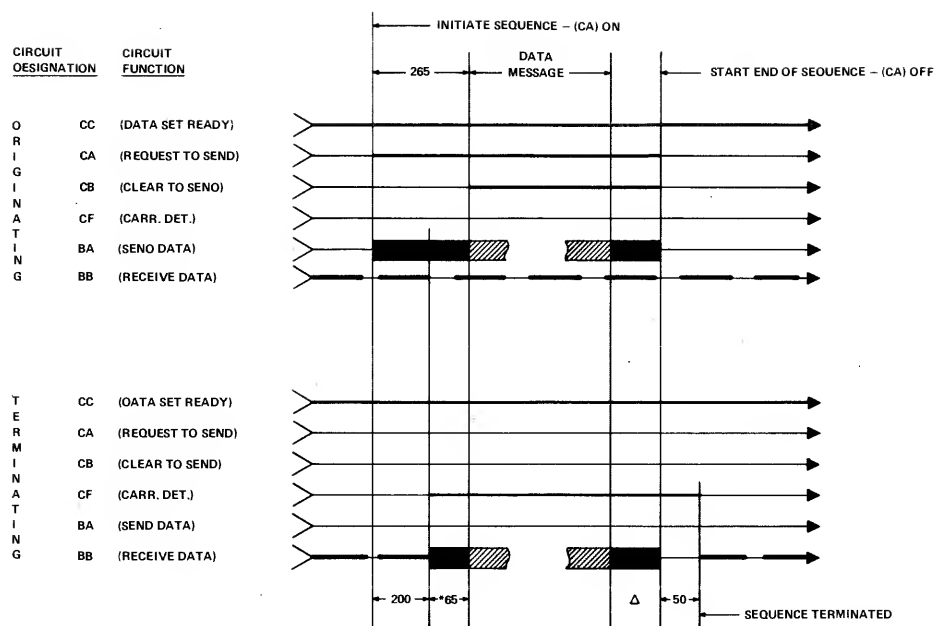 INITIATE SEQUENCE – (CA) ON
CIRCUIT OESIGNATION
CIRCUIT FUNCTION
265
DATA MESSAGE
START END OF SEQUENCE – (CA) OFF
ORIGINATING
CC (DATA SET READY)
CA (REQUEST TO SEND)
CB (CLEAR TO SENO)
CF (CARR. DET.)
BA (SENO DATA)
BB (RECEIVE DATA)
TERMINATING
CC (OATA SET READY)
CA (REQUEST TO SEND)
CB (CLEAR TO SEND)
CF (CARR. DET.)
BA (SEND DATA)
BB (RECEIVE DATA)
200 *65 Δ 50
SEQUENCE TERMINATED